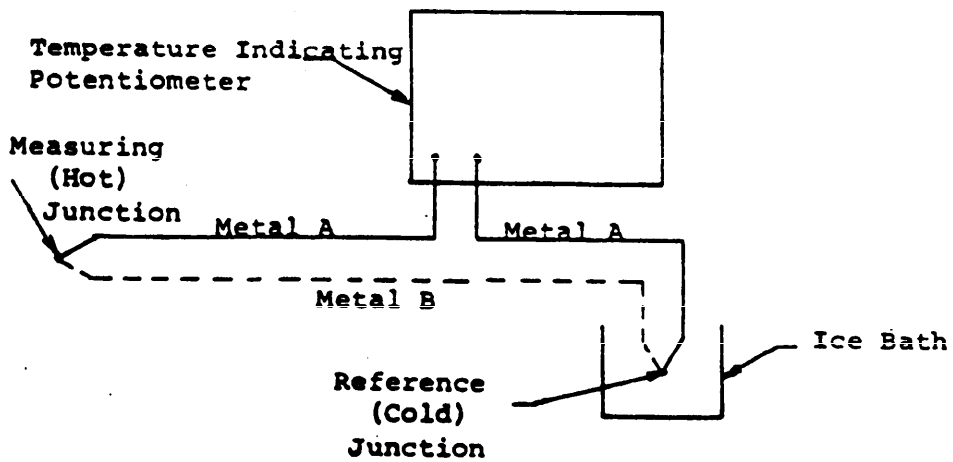 Temperature Indicating
Potentiometer
Measuring
(Hot)
Junction
Metal A
Metal A
Metal B
Ice Bath
Reference
(Cold)
Junction